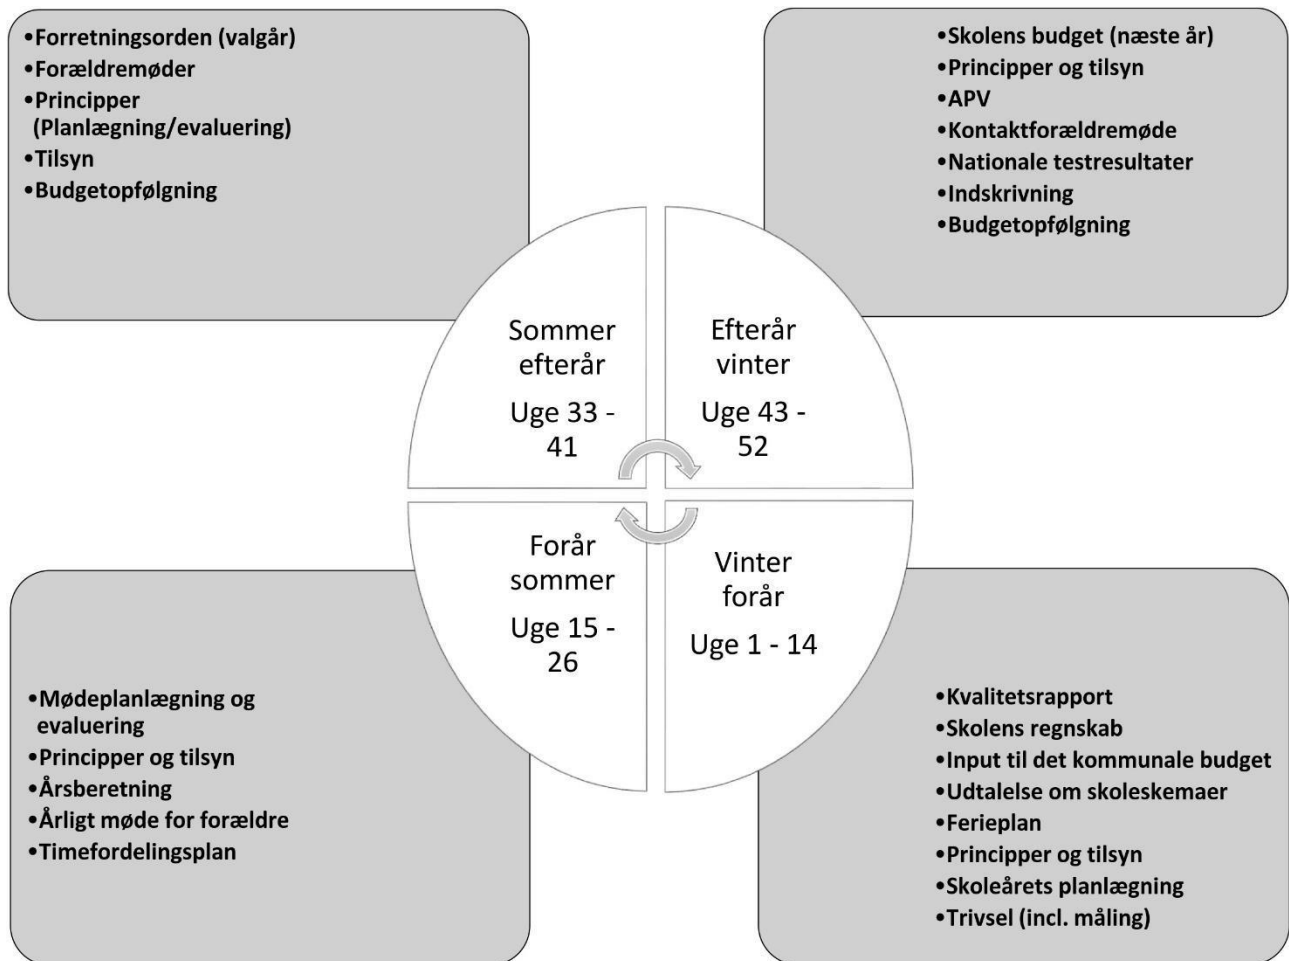 •Forretningsorden (valgår)
•Forældremøder
•Principper
(Planlægning/evaluering)
•Tilsyn
•Budgetopfølgning
•Skolens budget (næste år)
•Principper og tilsyn
•APV
•Kontaktforældremøde
•Nationale testresultater
•Indskrivning
•Budgetopfølgning
Sommer
efterår
Uge 33 -
41
Efterår
vinter
Uge 43 -
52
Forår
sommer
Uge 15 -
26
Vinter
forår
Uge 1 - 14
•Mødeplanlægning og
evaluering
•Principper og tilsyn
•Årsberetning
•Årligt møde for forældre
•Timefordelingsplan
•Kvalitetsrapport
•Skolens regnskab
•Input til det kommunale budget
•Udtalelse om skoleskemaer
•Ferieplan
•Principper og tilsyn
•Skoleårets planlægning
•Trivsel (incl. måling)